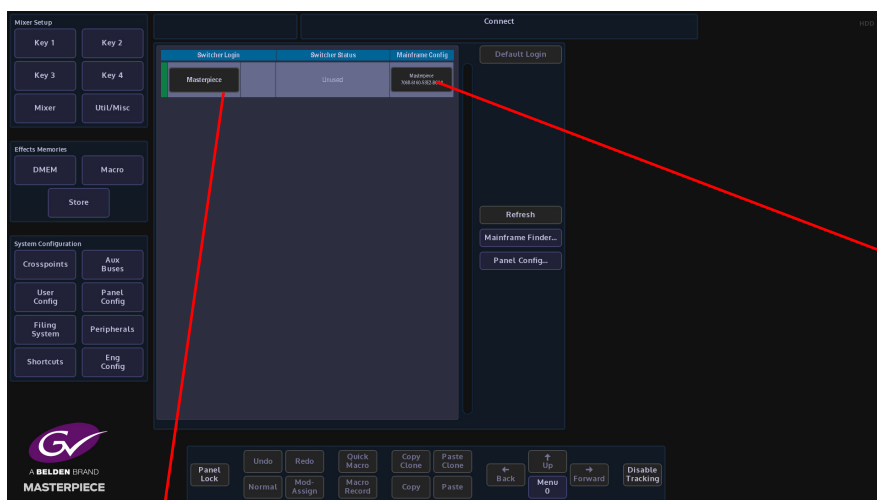 Mixer Setup
Key 1
Key 2
Key 3
Key 4
Mixer
Util/Misc
Effects Memories
DMEM
Macro
Store
System Configuration
Crosspoints
Aux
Buses
User
Config
Panel
Config
Filing
System
Peripherals
Shortcuts
Eng
Config
GV
A BELDEN BRAND
MASTERPIECE
Connect
HDD
Switcher Login
Switcher Status
Mainframe Config
Masterpiece
Unused
Masterpiece
Default Login
Refresh
Mainframe Finder...
Panel Config...
Panel
Lock
Undo
Redo
Quick
Macro
Copy
Clone
Paste
Clone
Normal
Mod-
Assign
Macro
Record
Copy
Paste
←
Back
↑
Up
Menu
0
→
Forward
Disable
Tracking